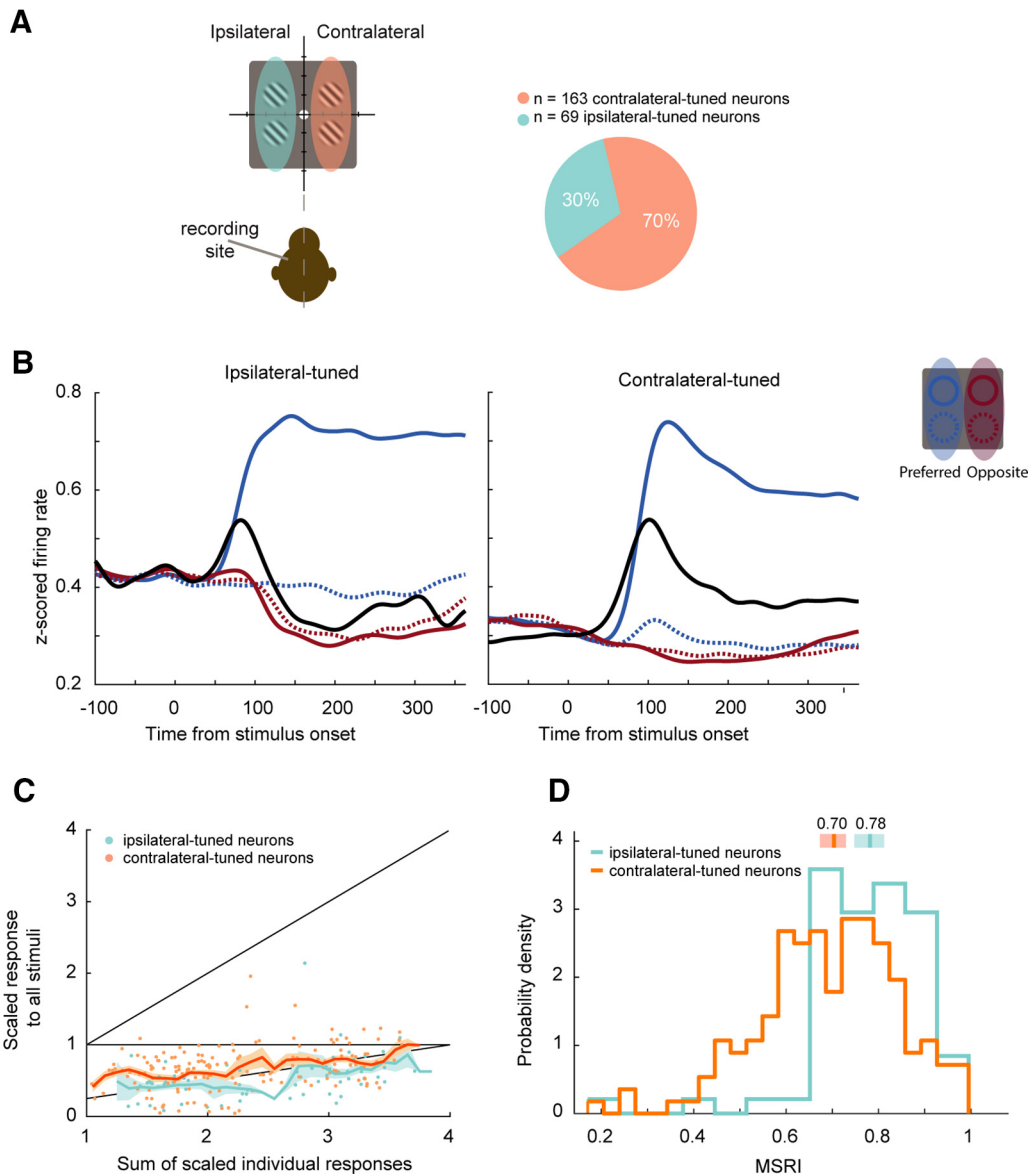 A
Ipsilateral Contralateral
n = 163 contralateral-tuned neurons
n = 69 ipsilateral-tuned neurons
30%
70%
recording
site
B
Ipsilateral-tuned
Contralateral-tuned
Preferred Opposite
z-scored firing rate
0.8
0.6
0.4
0.2
-100 0 100 200 300
-100 0 100 200 300
Time from stimulus onset
Time from stimulus onset
C
ipsilateral-tuned neurons
contralateral-tuned neurons
Scaled response
to all stimuli
4
3
2
1
0
1 2 3 4
Sum of scaled individual responses
D
0.70 0.78
ipsilateral-tuned neurons
contralateral-tuned neurons
Probability density
4
3
2
1
0
0.2 0.4 0.6 0.8 1
MSRI